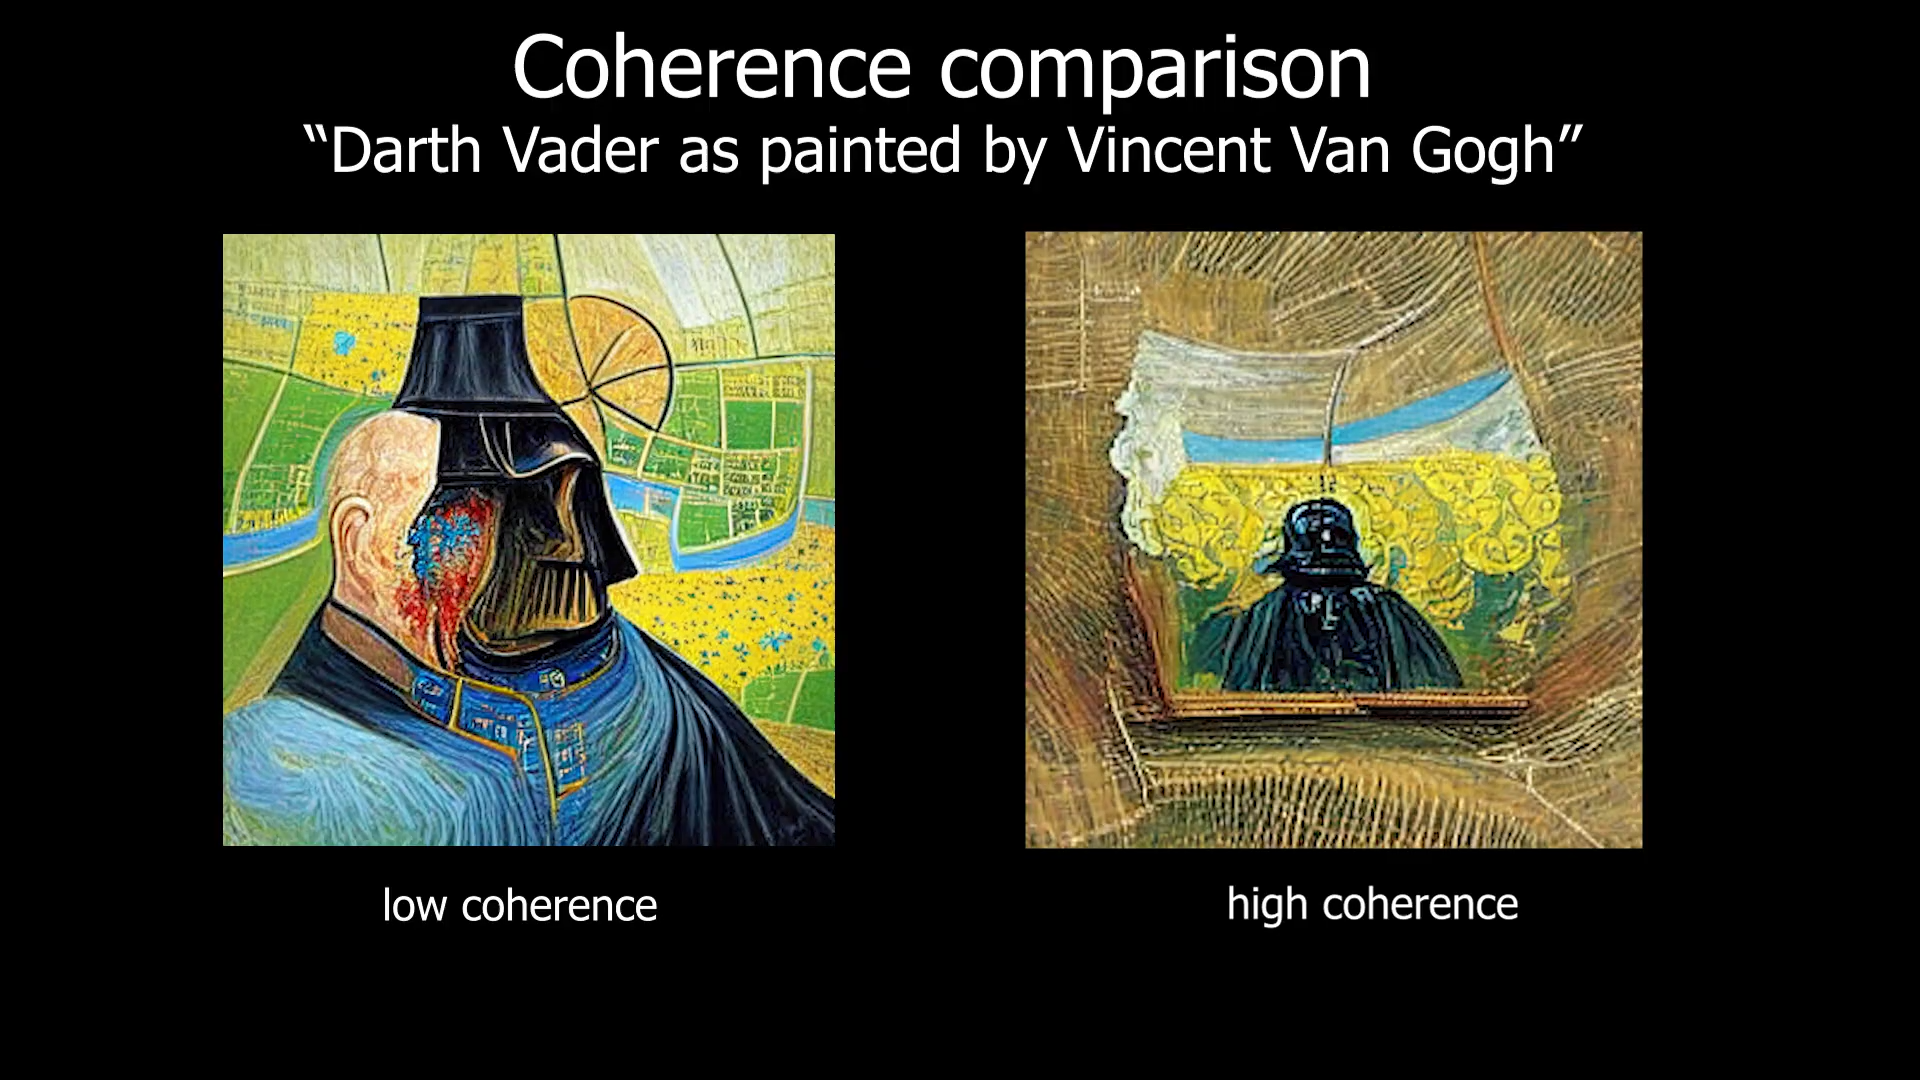 Coherence comparison
“Darth Vader as painted by Vincent Van Gogh”
low coherence
high coherence